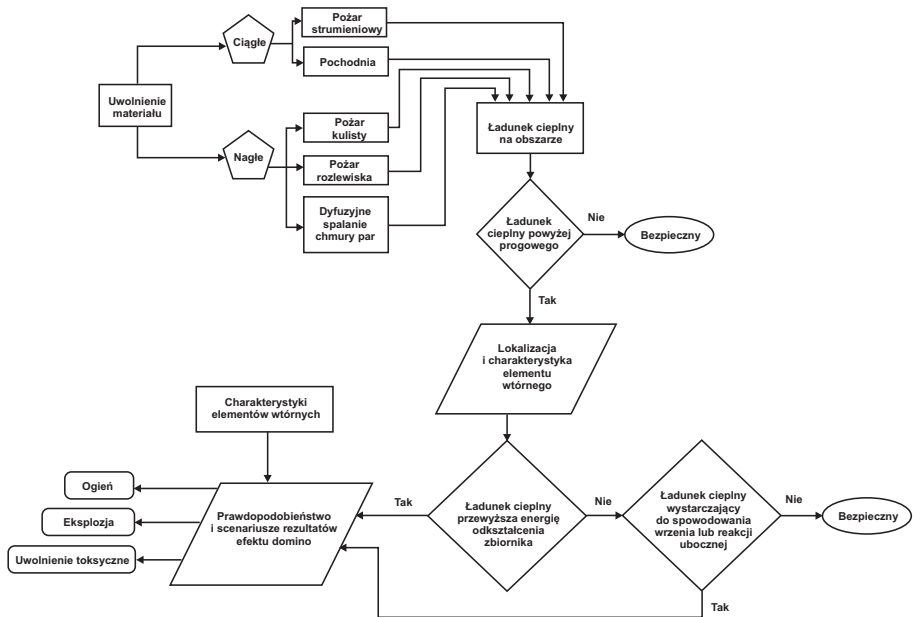 Pożar
strumieniowy
Ciągłe
Pochodnia
Uwolnienie
materiału
Pożar
kulisty
Nagłe
Pożar
rozlewiska
Dyfuzyjne
spalanie
chmury par
Ładunek cieplny
na obszarze
Ładunek
cieplny powyżej
progowego
Nie
Bezpieczny
Tak
Lokalizacja
i charakterystyka
elementu
wtórnego
Charakterystyki
elementów wtórnych
Ogień
Eksplozja
Uwolnienie toksyczne
Prawdopodobieństwo
i scenariusze rezultatów
efektu domino
Tak
Ładunek cieplny
przewyższa energię
odkształcenia
zbiornika
Nie
Ładunek cieplny
wystarczający
do spowodowania
wrzenia lub reakcji
ubocznej
Nie
Bezpieczny
Tak